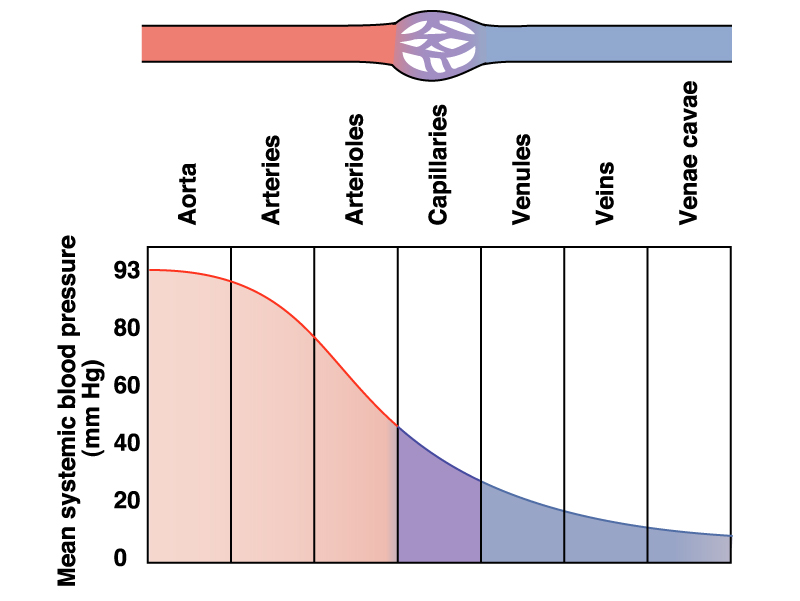 Aorta
Arteries
Arterioles
Capillaries
Venules
Veins
Venae cavae
Mean systemic blood pressure
(mm Hg)
93
80
60
40
20
0